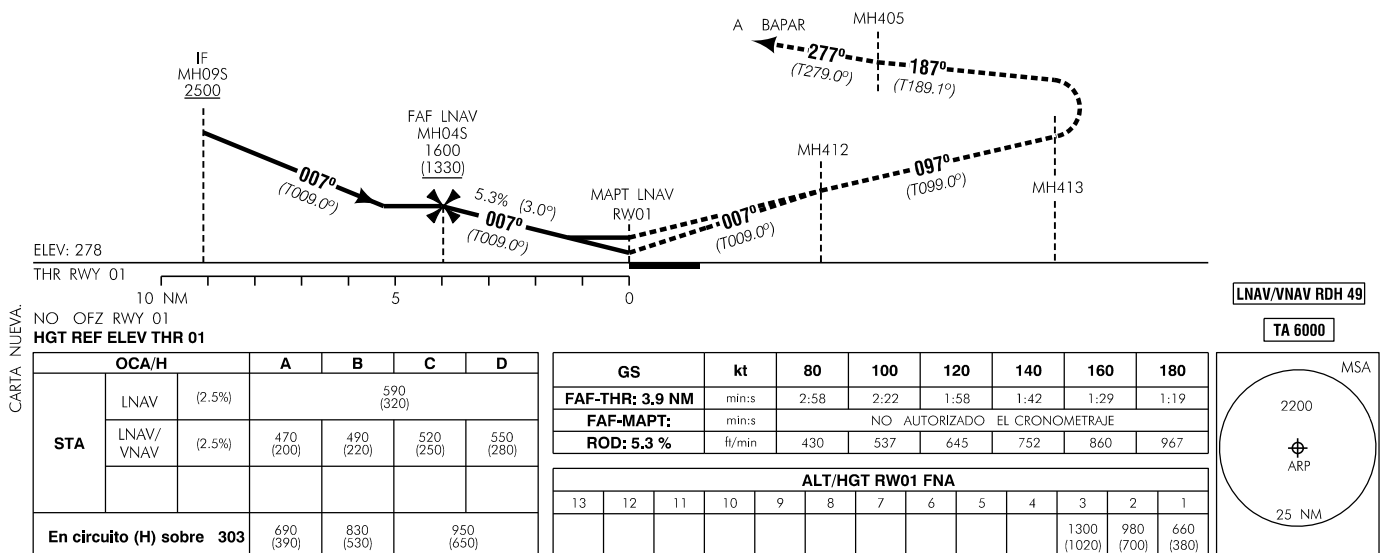 A BAPAR
MH405
277º
(T279.0º)
187º
(T189.1º)
IF
MH09S
2500
FAF LNAV
MH04S
1600
(1330)
MH412
097º
(T099.0º)
MH413
007º
(T009.0º)
5.3% (3.0º)
007º
(T009.0º)
MAPT LNAV
RW01
007º
(T009.0º)
ELEV: 278
THR RWY 01
10 NM
5
0
CARTA NUEVA.
NO OFZ RWY 01
HGT REF ELEV THR 01
LNAV/VNAV RDH 49
TA 6000
OCA/H A B C D
STA
LNAV (2.5%) 590
(320)
LNAV/
VNAV
(2.5%) 470 490 520 550
(200) (220) (250) (280)
En circuito (H) sobre 303 690 830 950
(390) (530) (650)
GS kt 80 100 120 140 160 180
FAF-THR: 3.9 NM min:s 2:58 2:22 1:58 1:42 1:29 1:19
FAF-MAPT: min:s NO AUTORIZADO EL CRONOMETRAJE
ROD: 5.3 % ft/min 430 537 645 752 860 967
ALT/HGT RW01 FNA
13 12 11 10 9 8 7 6 5 4 3 2 1
1300 980 660
(1020) (700) (380)
MSA
2200
ARP
25 NM